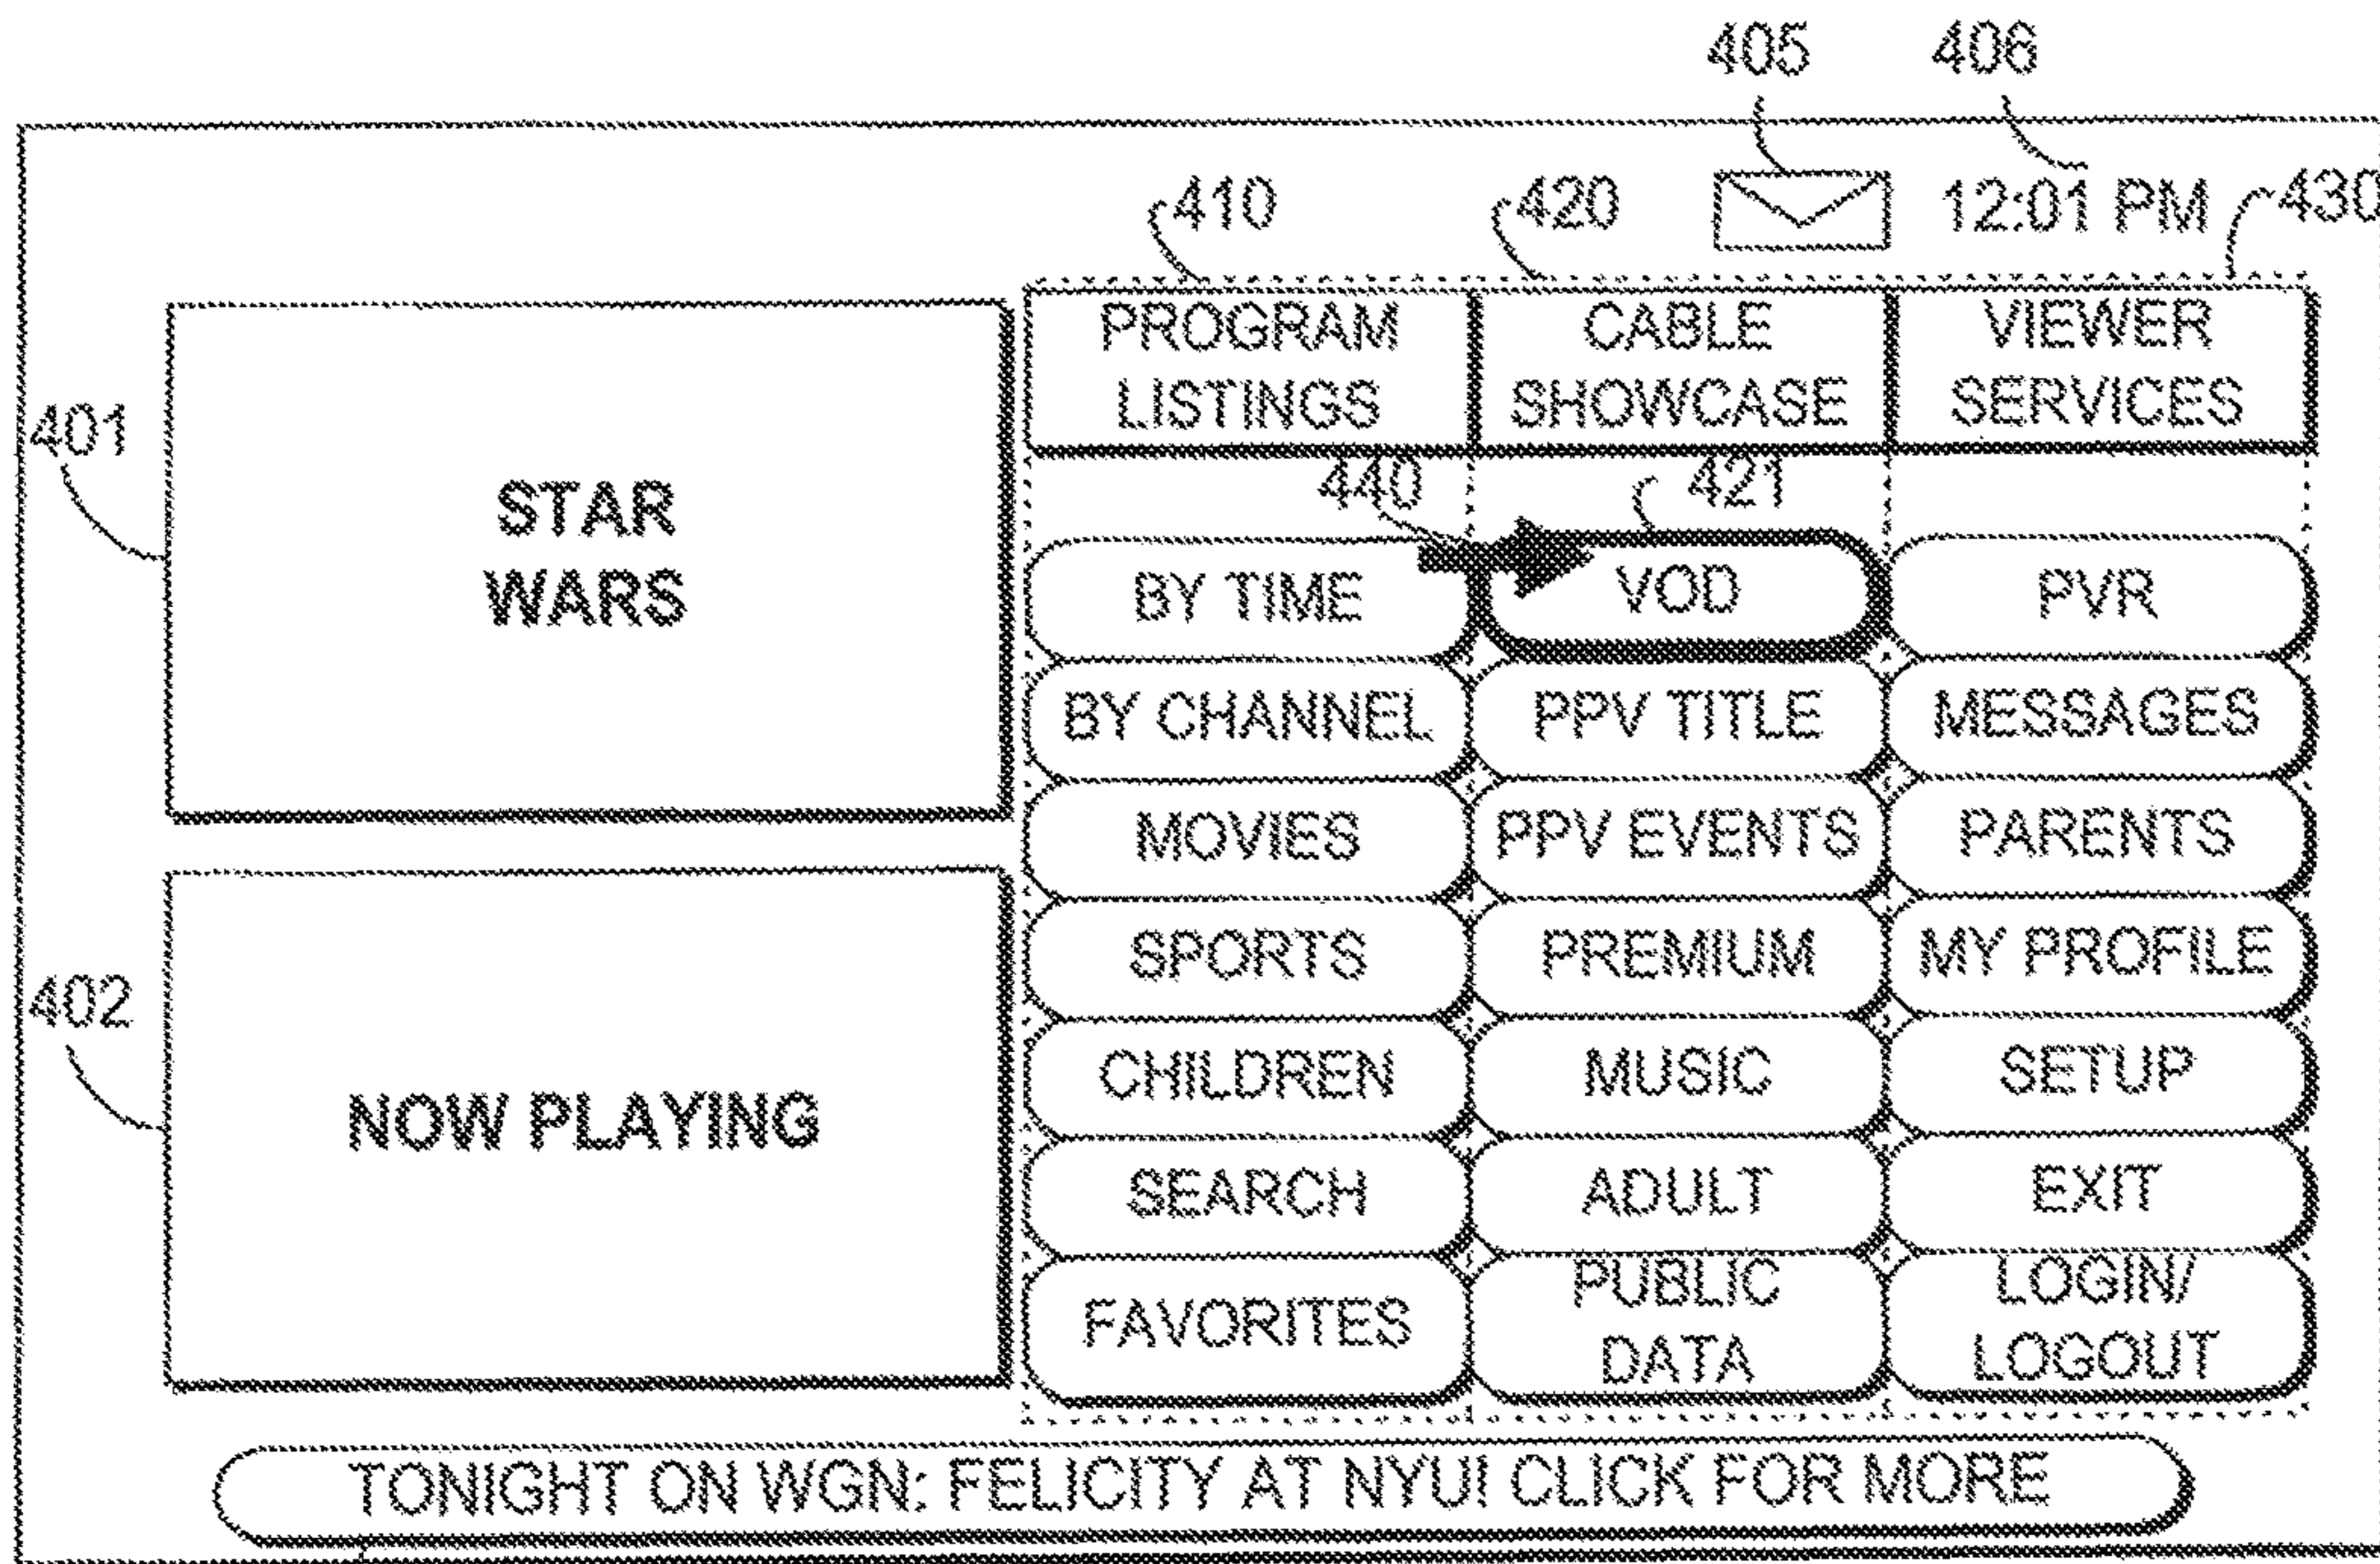 405 406
410 420 12:01 PM 430
PROGRAM LISTINGS
CABLE SHOWCASE
VIEWER SERVICES
401
STAR
WARS
440 421
BY TIME VOD PVR
BY CHANNEL PPV TITLE MESSAGES
MOVIES PPV EVENTS PARENTS
SPORTS PREMIUM MY PROFILE
402
NOW PLAYING
CHILDREN MUSIC SETUP
SEARCH ADULT EXIT
FAVORITES
PUBLIC
DATA
LOGIN/
LOGOUT
TONIGHT ON WGN: FELICITY AT NYU! CLICK FOR MORE